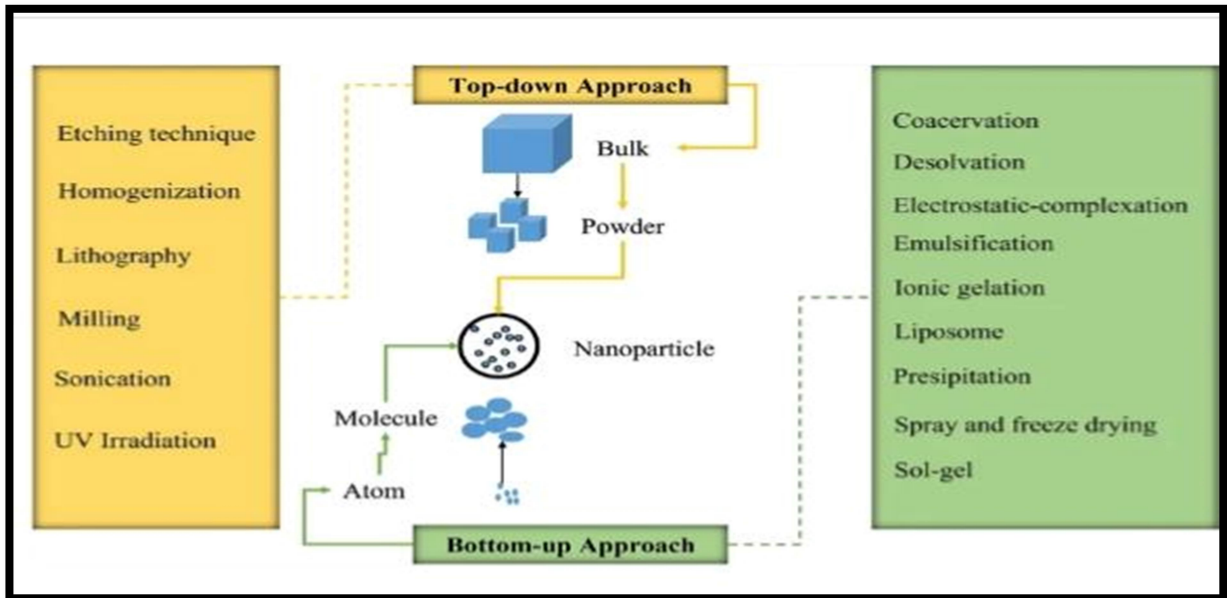 Top-down Approach
Etching technique
Homogenization
Lithography
Milling
Sonication
UV Irradiation
Bulk
Powder
Nanoparticle
Molecule
Atom
Bottom-up Approach
Coacervation
Desolvation
Electrostatic-complexation
Emulsification
Ionic gelation
Liposome
Presipitation
Spray and freeze drying
Sol-gel